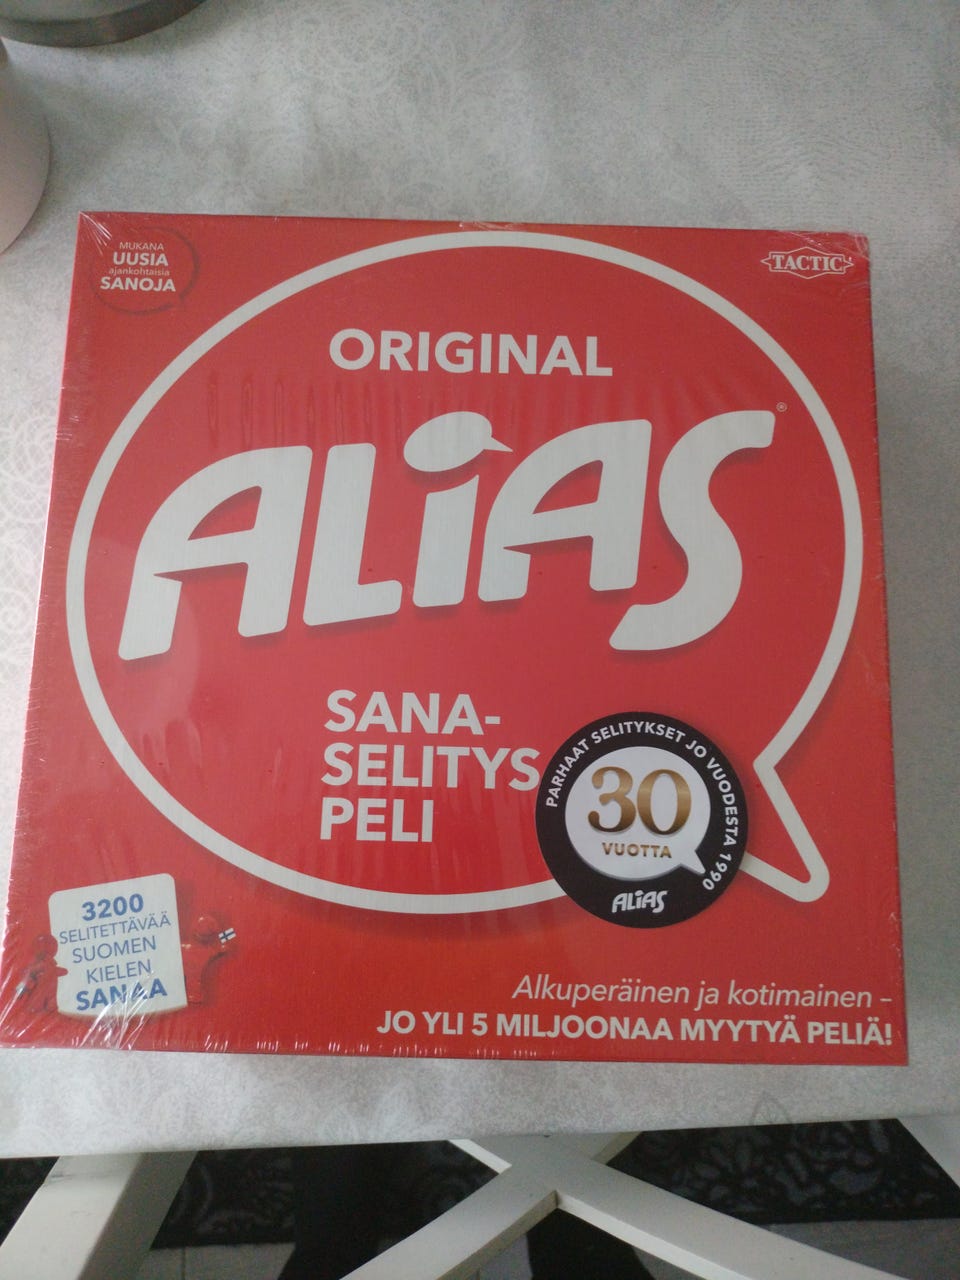 MUKANA
UUSIA
ajankohtaisia
SANOJA
TACTIC
ORIGINAL
ALiAS®
SANA-
SELITYS
PELI
PARHAAT SELITYKSET JO VUODESTA 1990
30
VUOTTA
ALiAS
3200
SELITETTÄVÄÄ
SUOMEN
KIELEN
SANAA
Alkuperäinen ja kotimainen –
JO YLI 5 MILJOONAA MYYTYÄ PELIÄ!